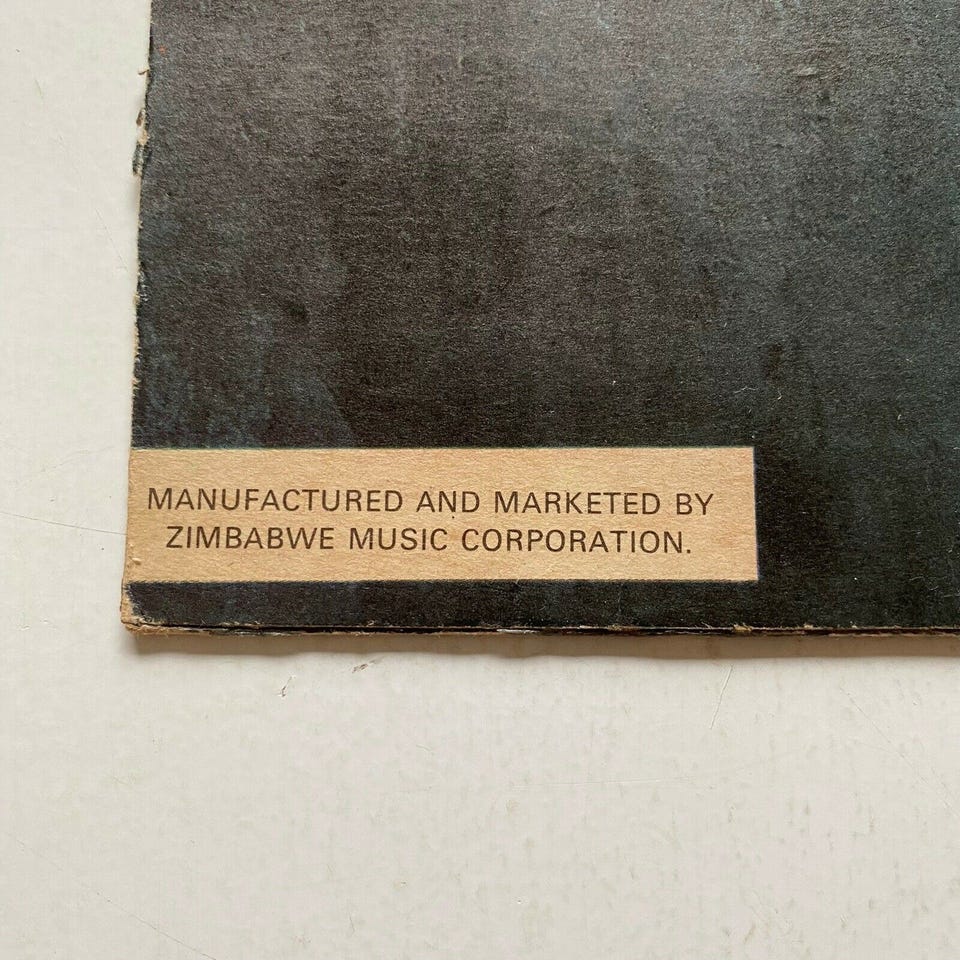 MANUFACTURED AND MARKETED BY
ZIMBABWE MUSIC CORPORATION.